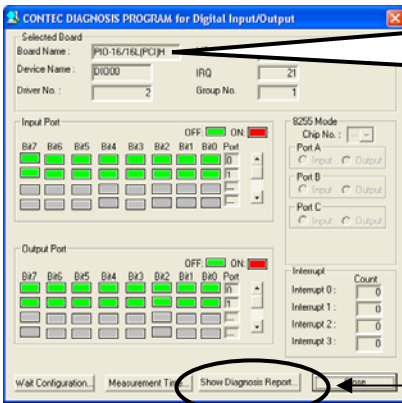 CONTEC DIAGNOSIS PROGRAM for Digital Input/Output
Selected Board
Board Name : PIO-16/16L(PCI)H
Device Name : DIO00 IRQ 21
Driver No. : 2 Group No. 1
Input Port
OFF: ON:
Bit7 Bit6 Bit5 Bit4 Bit3 Bit2 Bit1 Bit0 Port
0
1
...
...
8255 Mode
Chip No. : --
Port A
Input Output
Port B
Input Output
Port C
Input Output
Output Port
OFF: ON:
Bit7 Bit6 Bit5 Bit4 Bit3 Bit2 Bit1 Bit0 Port
0
1
...
...
Interrupt
Count
Interrupt 0 : 0
Interrupt 1 : 0
Interrupt 2 : 0
Interrupt 3 : 0
Wait Configuration... Measurement Show Diagnosis Report...